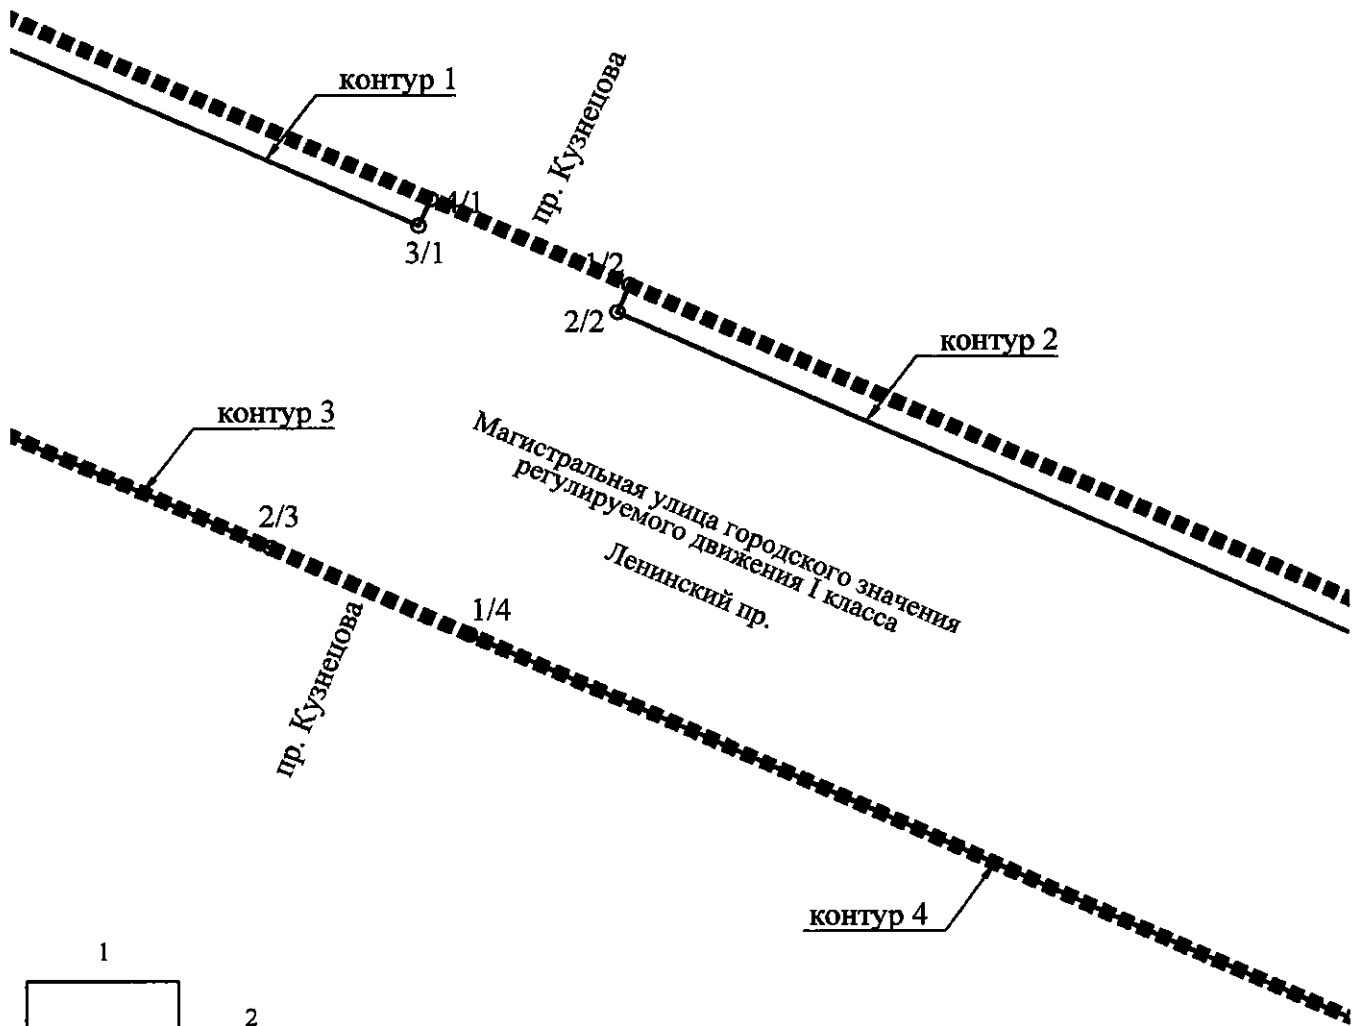 контур 1
пр. Кузнецова
4/1
3/1
1/2
2/2
контур 2
контур 3
Магистральная улица городского значения
регулируемого движения I класса
Ленинский пр.
2/3
1/4
пр. Кузнецова
контур 4
1
2